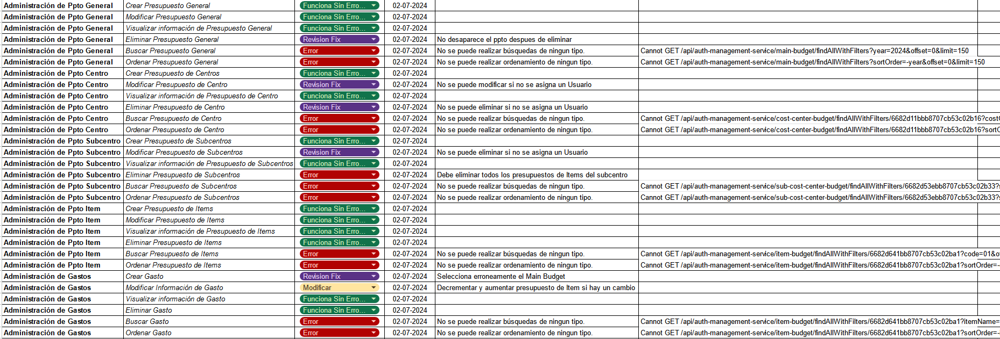 Administración de Ppto General Crear Presupuesto General Funciona Sin Erro... 02-07-2024
Administración de Ppto General Modificar Presupuesto General Funciona Sin Erro... 02-07-2024
Administración de Ppto General Visualizar información de Presupuesto General Funciona Sin Erro... 02-07-2024
Administración de Ppto General Eliminar Presupuesto General Revision Fix 02-07-2024 No desaparece el ppto despues de eliminar
Administración de Ppto General Buscar Presupuesto General Error 02-07-2024 No se puede realizar búsquedas de ningun tipo. Cannot GET /api/auth-management-service/main-budget/findAllWithFilters?year=2024&offset=0&limit=150
Administración de Ppto General Ordenar Presupuesto General Error 02-07-2024 No se puede realizar ordenamiento de ningun tipo. Cannot GET /api/auth-management-service/main-budget/findAllWithFilters?sortOrder=-year&offset=0&limit=150
Administración de Ppto Centro Crear Presupuesto de Centros Funciona Sin Erro... 02-07-2024
Administración de Ppto Centro Modificar Presupuesto de Centro Revision Fix 02-07-2024 No se puede modificar si no se asigna un Usuario
Administración de Ppto Centro Visualizar información de Presupuesto de Centro Funciona Sin Erro... 02-07-2024
Administración de Ppto Centro Eliminar Presupuesto de Centro Revision Fix 02-07-2024 No se puede eliminar si no se asigna un Usuario
Administración de Ppto Centro Buscar Presupuesto de Centro Error 02-07-2024 No se puede realizar búsquedas de ningun tipo. Cannot GET /api/auth-management-service/cost-center-budget/findAllWithFilters/6682d11bbb8707cb53c02b16?cost
Administración de Ppto Centro Ordenar Presupuesto de Centro Error 02-07-2024 No se puede realizar ordenamiento de ningun tipo. Cannot GET /api/auth-management-service/cost-center-budget/findAllWithFilters/6682d11bbb8707cb53c02b16?sort
Administración de Ppto Subcentro Crear Presupuesto de Subcentros Funciona Sin Erro... 02-07-2024
Administración de Ppto Subcentro Modificar Presupuesto de Subcentros Revision Fix 02-07-2024 No se puede eliminar si no se asigna un Usuario
Administración de Ppto Subcentro Visualizar información de Presupuesto de Subcentros Funciona Sin Erro... 02-07-2024
Administración de Ppto Subcentro Eliminar Presupuesto de Subcentros Error 02-07-2024 Debe eliminar todos los presupuestos de Items del subcentro
Administración de Ppto Subcentro Buscar Presupuesto de Subcentros Error 02-07-2024 No se puede realizar búsquedas de ningun tipo. Cannot GET /api/auth-management-service/sub-cost-center-budget/findAllWithFilters/6682d53ebb8707cb53c02b33?
Administración de Ppto Subcentro Ordenar Presupuesto de Subcentros Error 02-07-2024 No se puede realizar ordenamiento de ningun tipo. Cannot GET /api/auth-management-service/sub-cost-center-budget/findAllWithFilters/6682d53ebb8707cb53c02b33?
Administración de Ppto Item Crear Presupuesto de Items Funciona Sin Erro... 02-07-2024
Administración de Ppto Item Modificar Presupuesto de Items Funciona Sin Erro... 02-07-2024
Administración de Ppto Item Visualizar información de Presupuesto de Items Funciona Sin Erro... 02-07-2024
Administración de Ppto Item Eliminar Presupuesto de Items Funciona Sin Erro... 02-07-2024
Administración de Ppto Item Buscar Presupuesto de Items Error 02-07-2024 No se puede realizar búsquedas de ningun tipo. Cannot GET /api/auth-management-service/item-budget/findAllWithFilters/6682d641bb8707cb53c02ba1?code=01&o
Administración de Ppto Item Ordenar Presupuesto de Items Error 02-07-2024 No se puede realizar ordenamiento de ningun tipo. Cannot GET /api/auth-management-service/item-budget/findAllWithFilters/6682d641bb8707cb53c02ba1?sortOrder=-
Administración de Gastos Crear Gasto Revision Fix 02-07-2024 Selecciona erroneamente el Main Budget
Administración de Gastos Modificar Información de Gasto Modificar 02-07-2024 Decrementar y aumentar presupuesto de Item si hay un cambio
Administración de Gastos Visualizar información de Gasto Funciona Sin Erro... 02-07-2024
Administración de Gastos Eliminar Gasto Funciona Sin Erro... 02-07-2024
Administración de Gastos Buscar Gasto Error 02-07-2024 No se puede realizar búsquedas de ningun tipo. Cannot GET /api/auth-management-service/item-budget/findAllWithFilters/6682d641bb8707cb53c02ba1?itemName=
Administración de Gastos Ordenar Gasto Error 02-07-2024 No se puede realizar ordenamiento de ningun tipo. Cannot GET /api/auth-management-service/item-budget/findAllWithFilters/6682d641bb8707cb53c02ba1?sortOrder=-